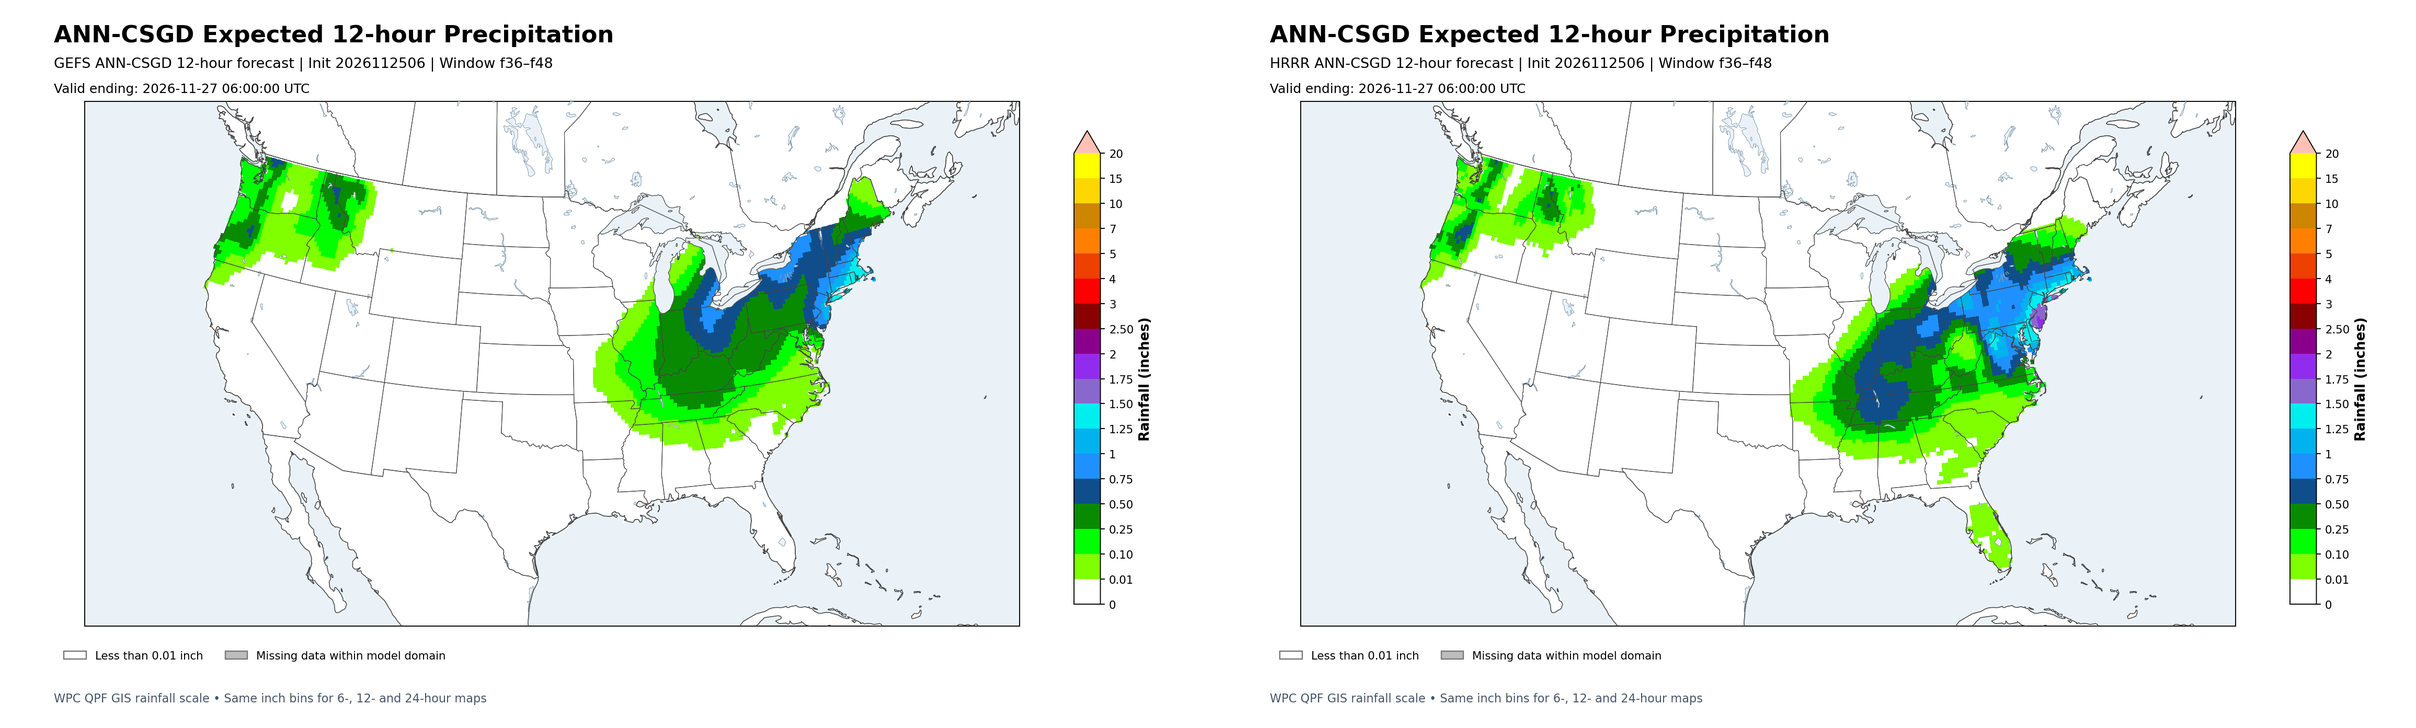 ANN-CSGD Expected 12-hour Precipitation
GEFS ANN-CSGD 12-hour forecast | Init 2026112506 | Window f36–f48
Valid ending: 2026-11-27 06:00:00 UTC
20
15
10
7
5
4
3
2.50
2
1.75
1.50
1.25
1
0.75
0.50
0.25
0.10
0.01
0
Rainfall (inches)
Less than 0.01 inch
Missing data within model domain
WPC QPF GIS rainfall scale • Same inch bins for 6-, 12- and 24-hour maps
ANN-CSGD Expected 12-hour Precipitation
HRRR ANN-CSGD 12-hour forecast | Init 2026112506 | Window f36–f48
Valid ending: 2026-11-27 06:00:00 UTC
20
15
10
7
5
4
3
2.50
2
1.75
1.50
1.25
1
0.75
0.50
0.25
0.10
0.01
0
Rainfall (inches)
Less than 0.01 inch
Missing data within model domain
WPC QPF GIS rainfall scale • Same inch bins for 6-, 12- and 24-hour maps